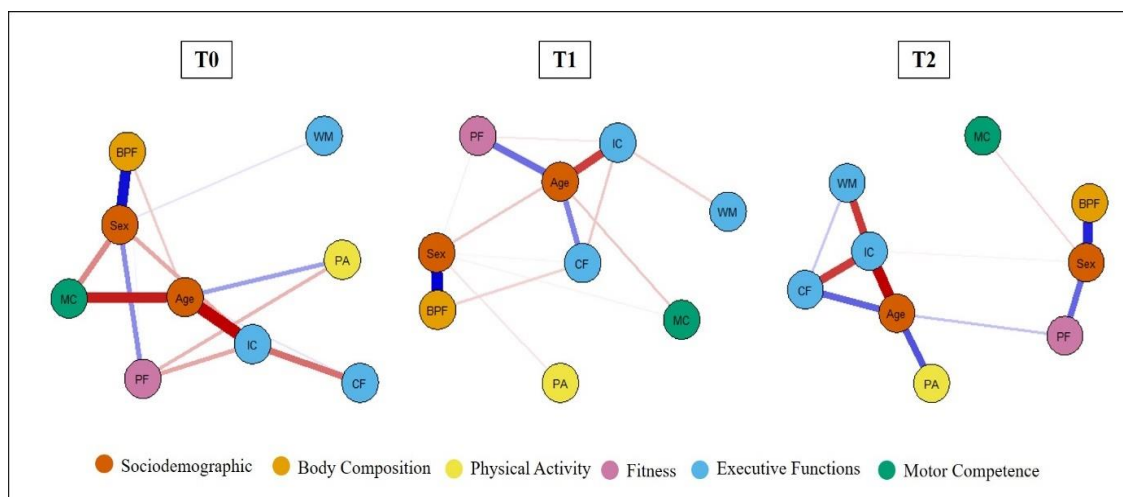 T0
T1
T2
BPF
WM
Sex
PA
MC
Age
IC
PF
CF
PF
IC
Age
WM
Sex
CF
BPF
MC
PA
MC
WM
BPF
IC
Sex
CF
Age
PF
PA
Sociodemographic Body Composition Physical Activity Fitness Executive Functions Motor Competence